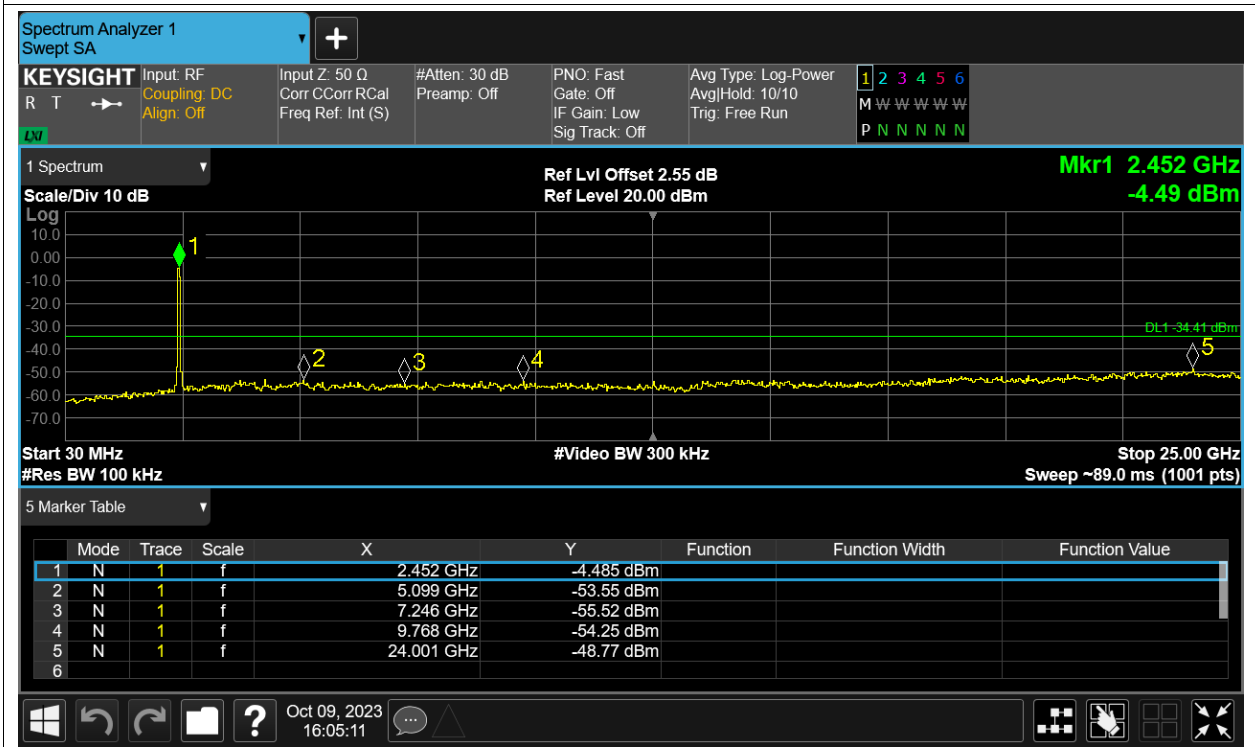 Spectrum Analyzer 1
Swept SA
+
KEYSIGHT
R T
LXI
Input: RF
Coupling: DC
Align: Off
Input Z: 50 Ω
Corr CCorr RCal
Freq Ref: Int (S)
#Atten: 30 dB
Preamp: Off
PNO: Fast
Gate: Off
IF Gain: Low
Sig Track: Off
Avg Type: Log-Power
Avg|Hold: 10/10
Trig: Free Run
1 2 3 4 5 6
M W W W W W
P N N N N N
1 Spectrum
Scale/Div 10 dB
Ref Lvl Offset 2.55 dB
Ref Level 20.00 dBm
Mkr1 2.452 GHz
-4.49 dBm
Log
10.0
0.00
-10.0
-20.0
-30.0
-40.0
-50.0
-60.0
-70.0
1
2
3
4
5
DL1 -34.41 dBm
Start 30 MHz
#Video BW 300 kHz
Stop 25.00 GHz
#Res BW 100 kHz
Sweep ~89.0 ms (1001 pts)
5 Marker Table
Mode Trace Scale X Y Function Function Width Function Value
1 N 1 f 2.452 GHz -4.485 dBm
2 N 1 f 5.099 GHz -53.55 dBm
3 N 1 f 7.246 GHz -55.52 dBm
4 N 1 f 9.768 GHz -54.25 dBm
5 N 1 f 24.001 GHz -48.77 dBm
6
?
Oct 09, 2023
16:05:11